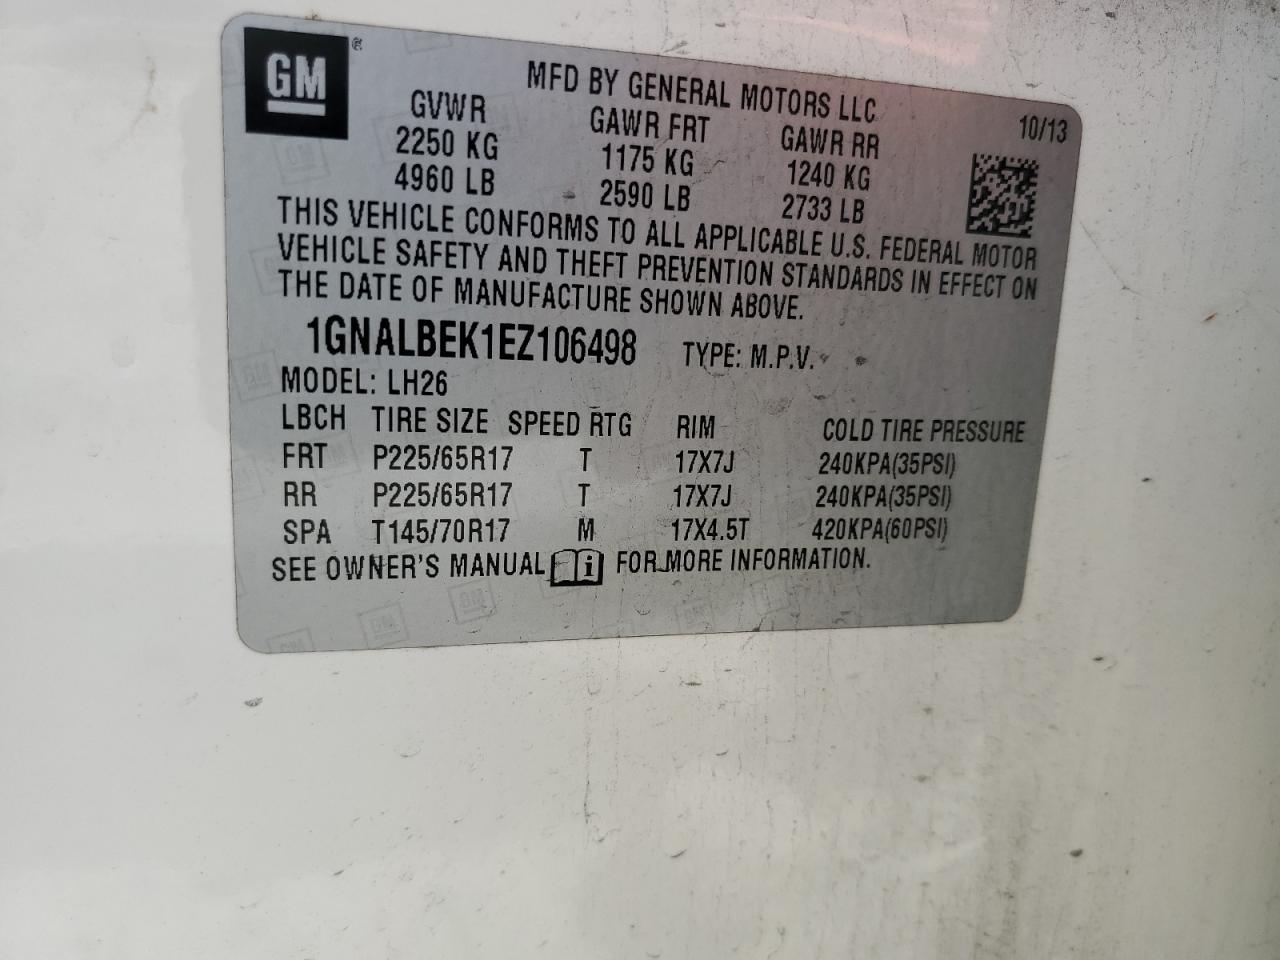 GM ®
MFD BY GENERAL MOTORS LLC
10/13
GVWR GAWR FRT GAWR RR
2250 KG 1175 KG 1240 KG
4960 LB 2590 LB 2733 LB
THIS VEHICLE CONFORMS TO ALL APPLICABLE U.S. FEDERAL MOTOR
VEHICLE SAFETY AND THEFT PREVENTION STANDARDS IN EFFECT ON
THE DATE OF MANUFACTURE SHOWN ABOVE.
1GNALBEK1EZ106498 TYPE: M.P.V.
MODEL: LH26
LBCH TIRE SIZE SPEED RTG RIM COLD TIRE PRESSURE
FRT P225/65R17 T 17X7J 240KPA(35PSI)
RR P225/65R17 T 17X7J 240KPA(35PSI)
SPA T145/70R17 M 17X4.5T 420KPA(60PSI)
SEE OWNER'S MANUAL i FOR MORE INFORMATION.